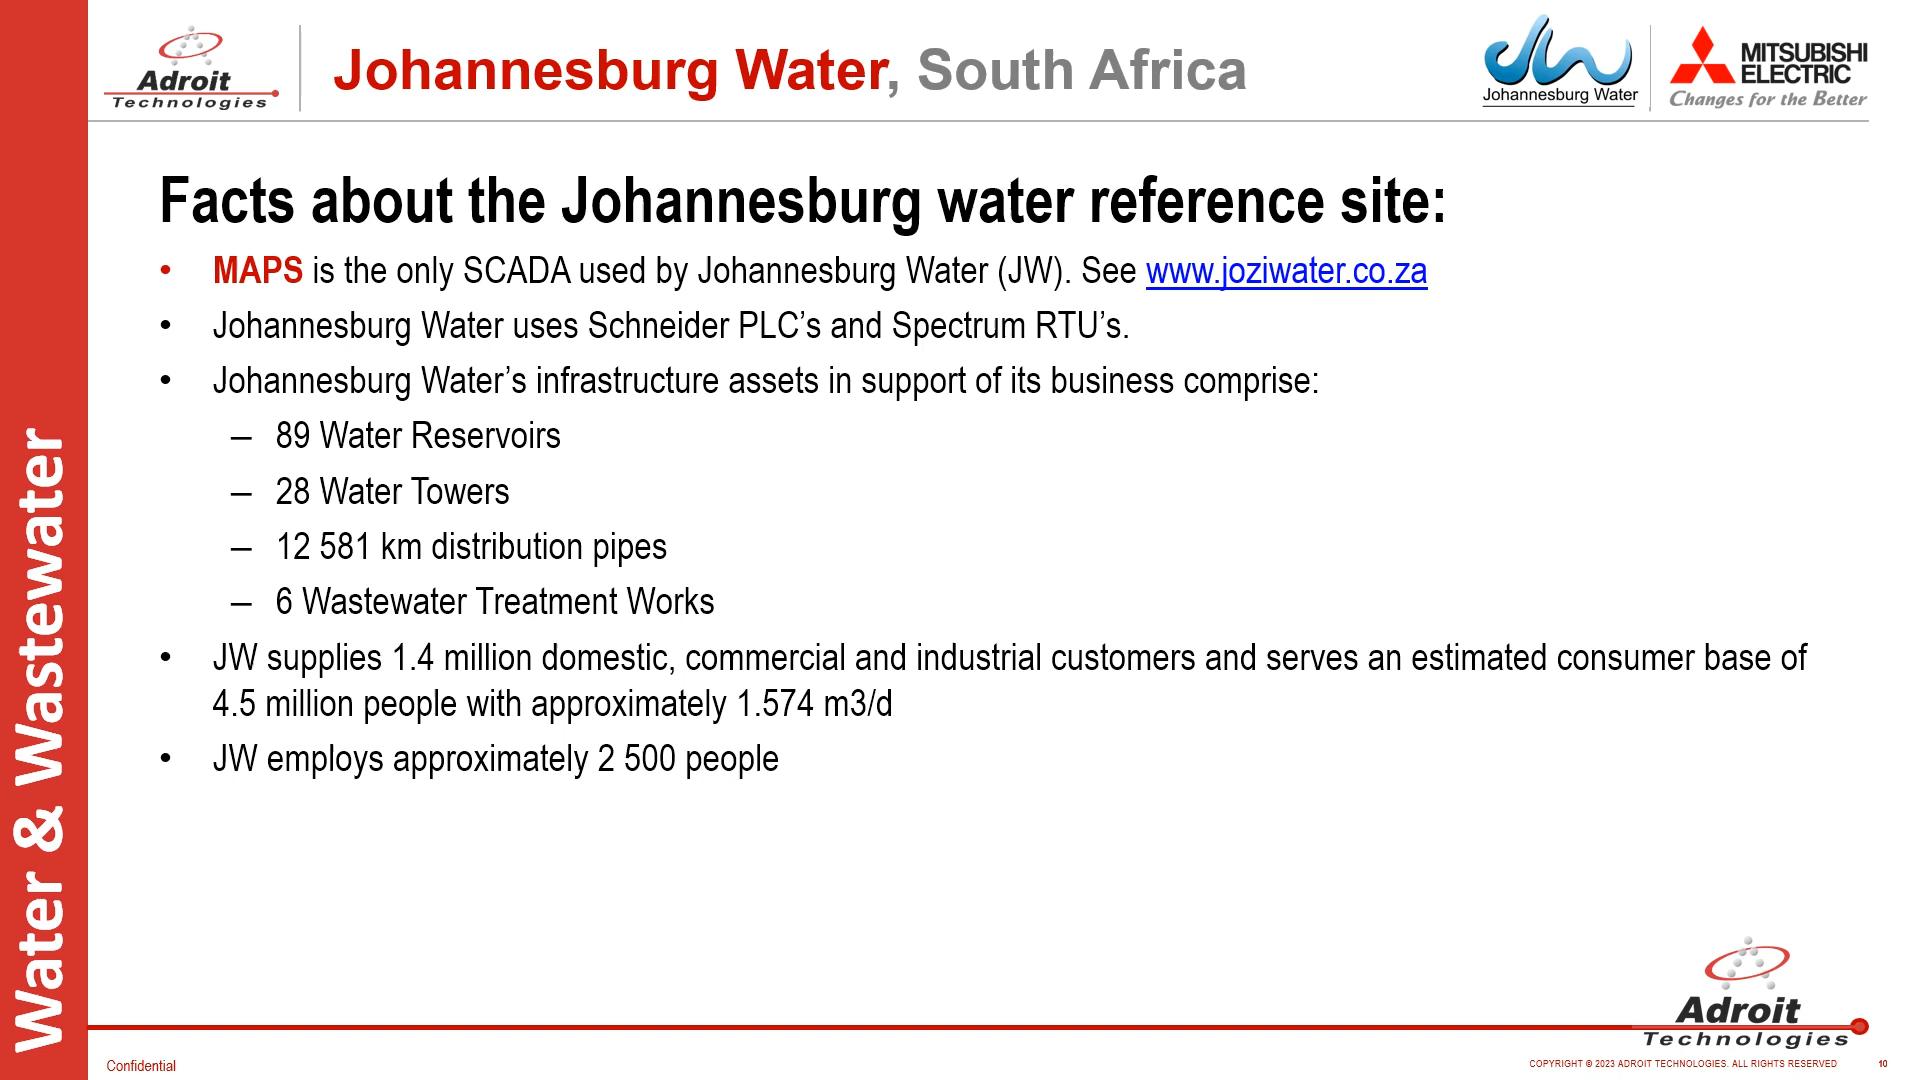 Adroit
Technologies
Johannesburg Water, South Africa
Johannesburg Water
MITSUBISHI
ELECTRIC
Changes for the Better
Water & Wastewater
Facts about the Johannesburg water reference site:
• MAPS is the only SCADA used by Johannesburg Water (JW). See www.joziwater.co.za
• Johannesburg Water uses Schneider PLC’s and Spectrum RTU’s.
• Johannesburg Water’s infrastructure assets in support of its business comprise:
– 89 Water Reservoirs
– 28 Water Towers
– 12 581 km distribution pipes
– 6 Wastewater Treatment Works
• JW supplies 1.4 million domestic, commercial and industrial customers and serves an estimated consumer base of
4.5 million people with approximately 1.574 m3/d
• JW employs approximately 2 500 people
Adroit
Technologies
Confidential
COPYRIGHT © 2023 ADROIT TECHNOLOGIES. ALL RIGHTS RESERVED 10